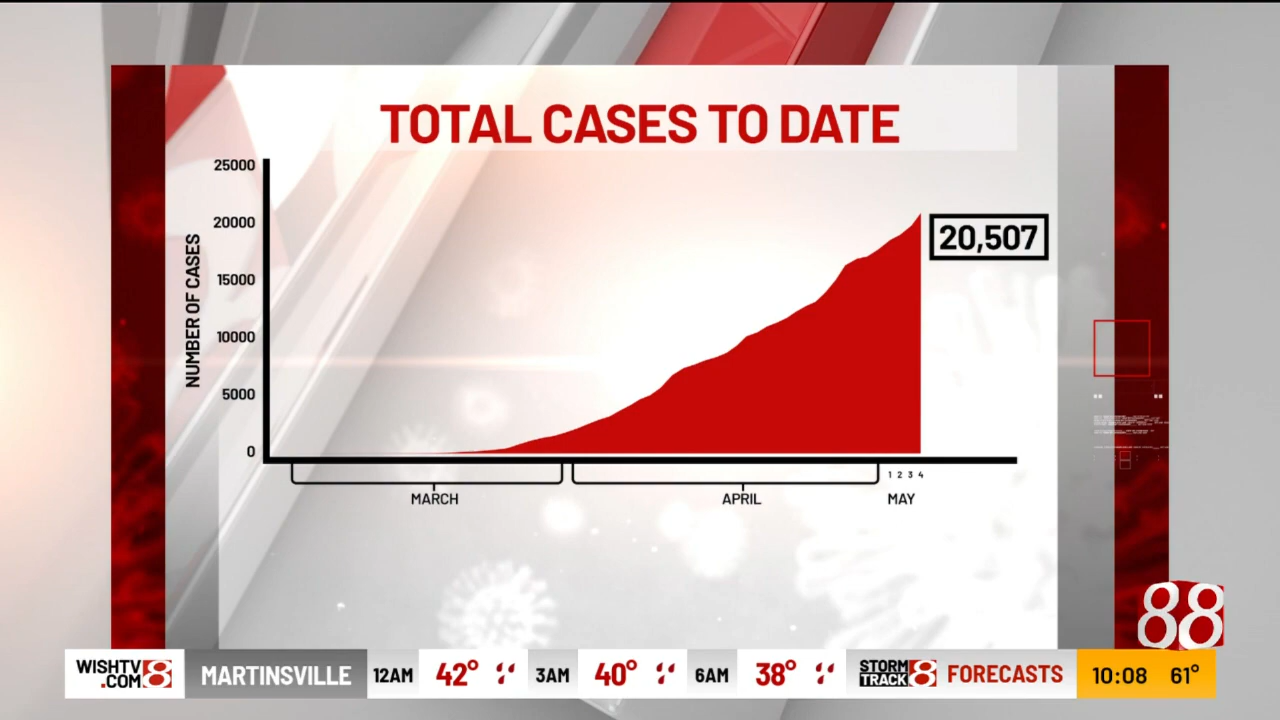 TOTAL CASES TO DATE
25000
20000
15000
10000
5000
0
NUMBER OF CASES
20,507
1 2 3 4
MARCH
APRIL
MAY
88
WISHTV
.COM 8
MARTINSVILLE
12AM 42° 3AM 40° 6AM 38°
STORM
TRACK 8
FORECASTS
10:08 61°